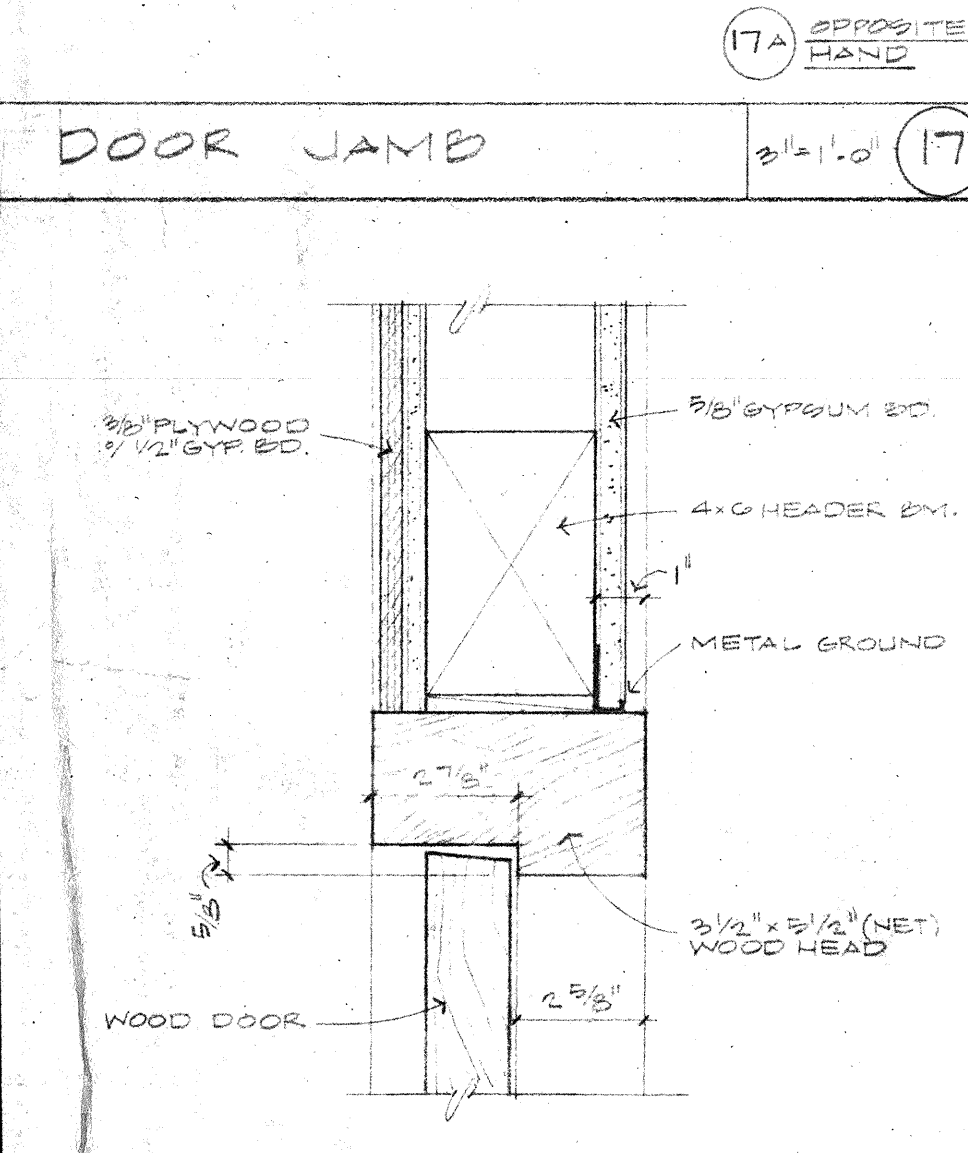 17A OPPOSITE
HAND
DOOR JAMB
3"=1'-0" 17
3/8" PLYWOOD
o/ 1/2" GYP. BD.
5/8" GYPSUM BD.
4x6 HEADER BM.
1"
METAL GROUND
2 7/8"
5/8"
3 1/2" x 5 1/2" (NET)
WOOD HEAD
2 5/8"
WOOD DOOR